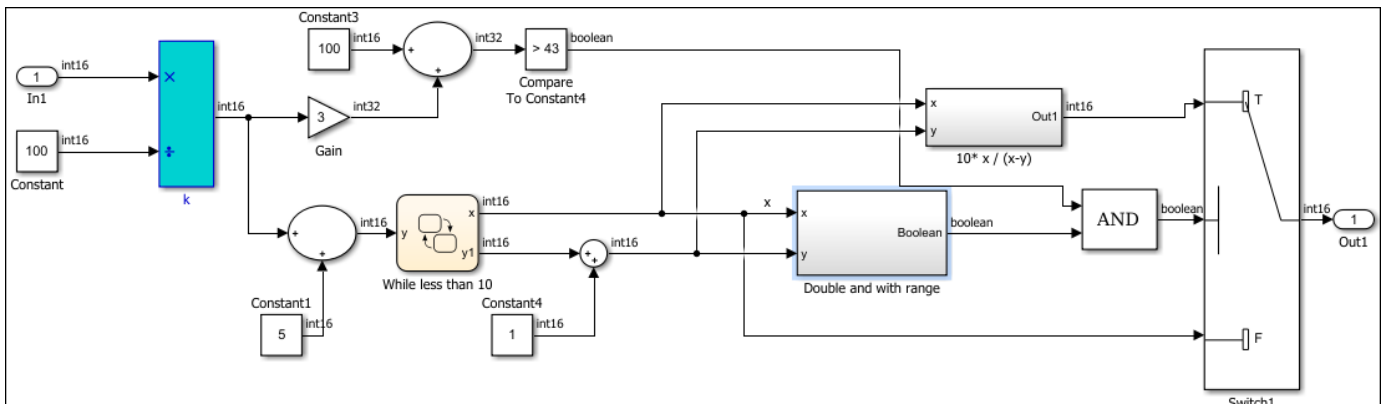 Constant3
100
int16
+
+
int32
> 43
boolean
Compare
To Constant4
1
int16
In1
×
÷
int16
k
100
int16
Constant
3
int32
Gain
x
y
Out1
int16
10* x / (x-y)
T
+
+
int16
y
x
y1
int16
int16
While less than 10
+
+
int16
x
x
y
Boolean
boolean
Double and with range
AND
boolean
int16
1
Out1
Constant1
5
int16
Constant4
1
int16
F
Switch1